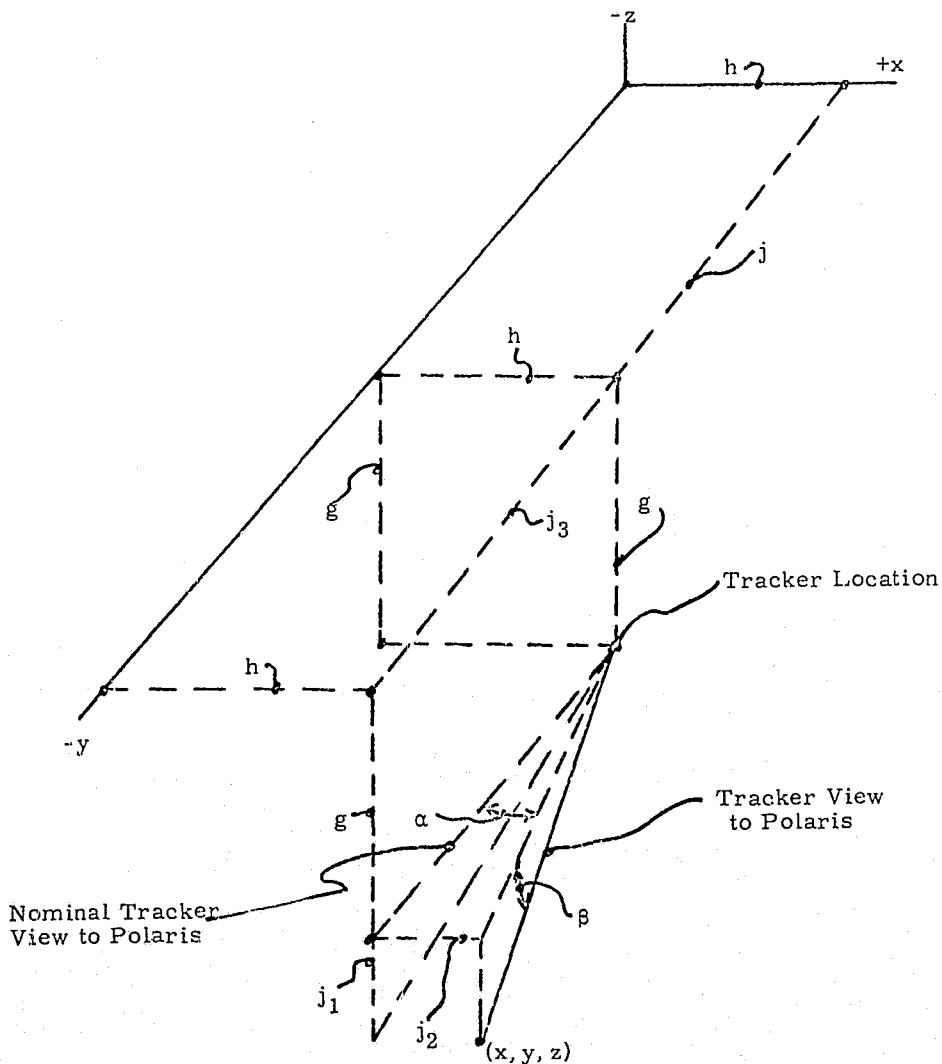 -z
h
+x
j
h
g
j3
g
Tracker Location
h
-y
g
α
Tracker View
to Polaris
β
Nominal Tracker
View to Polaris
j1
j2
(x, y, z)